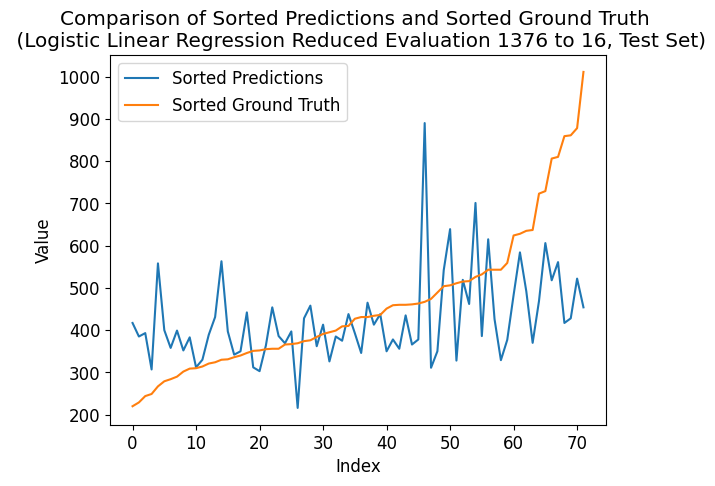 Comparison of Sorted Predictions and Sorted Ground Truth
(Logistic Linear Regression Reduced Evaluation 1376 to 16, Test Set)
Sorted Predictions
Sorted Ground Truth
Value
1000
900
800
700
600
500
400
300
200
0 10 20 30 40 50 60 70
Index